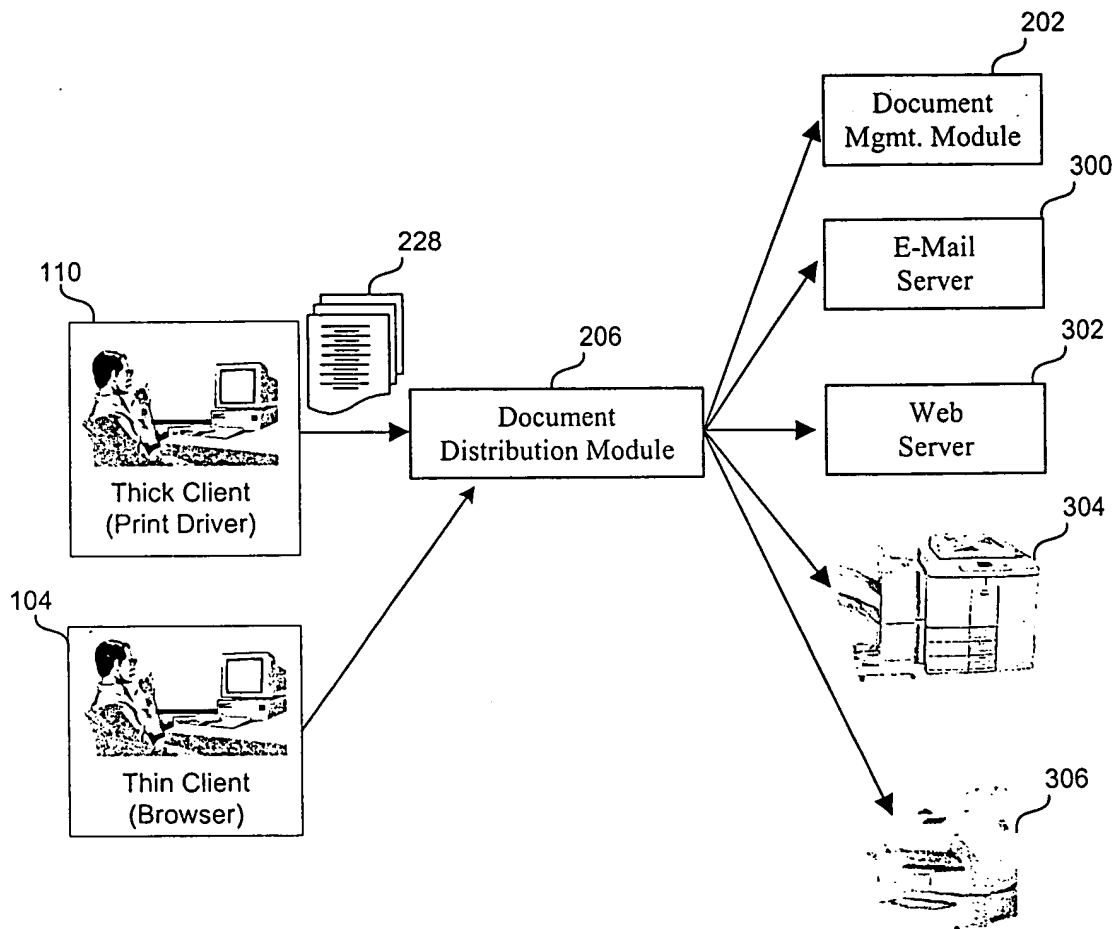 202
Document
Mgmt. Module
300
E-Mail
Server
228
110
206
302
Document
Distribution Module
Web
Server
Thick Client
(Print Driver)
304
104
Thin Client
(Browser)
306